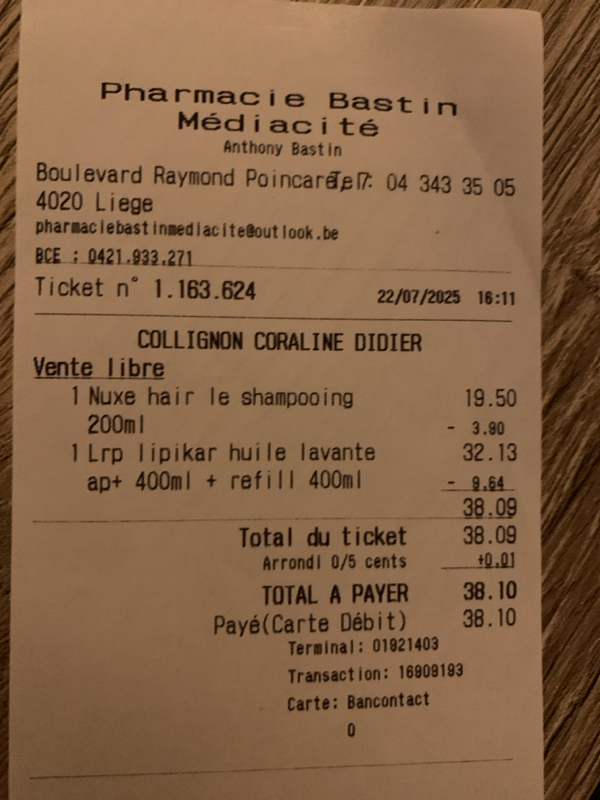 Pharmacie Bastin
Médiacité
Anthony Bastin
Boulevard Raymond Poincaré 7 Tel: 04 343 35 05
4020 Liege
pharmaciebastinmediacite@outlook.be
BCE : 0421.933.271
Ticket n° 1.163.624 22/07/2025 16:11
COLLIGNON CORALINE DIDIER
Vente libre
1 Nuxe hair le shampooing 19.50
200ml - 3.90
1 Lrp lipikar huile lavante 32.13
ap+ 400ml + refill 400ml - 9.64
38.09
Total du ticket 38.09
Arrondi 0/5 cents +0.01
TOTAL A PAYER 38.10
Payé(Carte Débit) 38.10
Terminal: 01921403
Transaction: 16909193
Carte: Bancontact
0